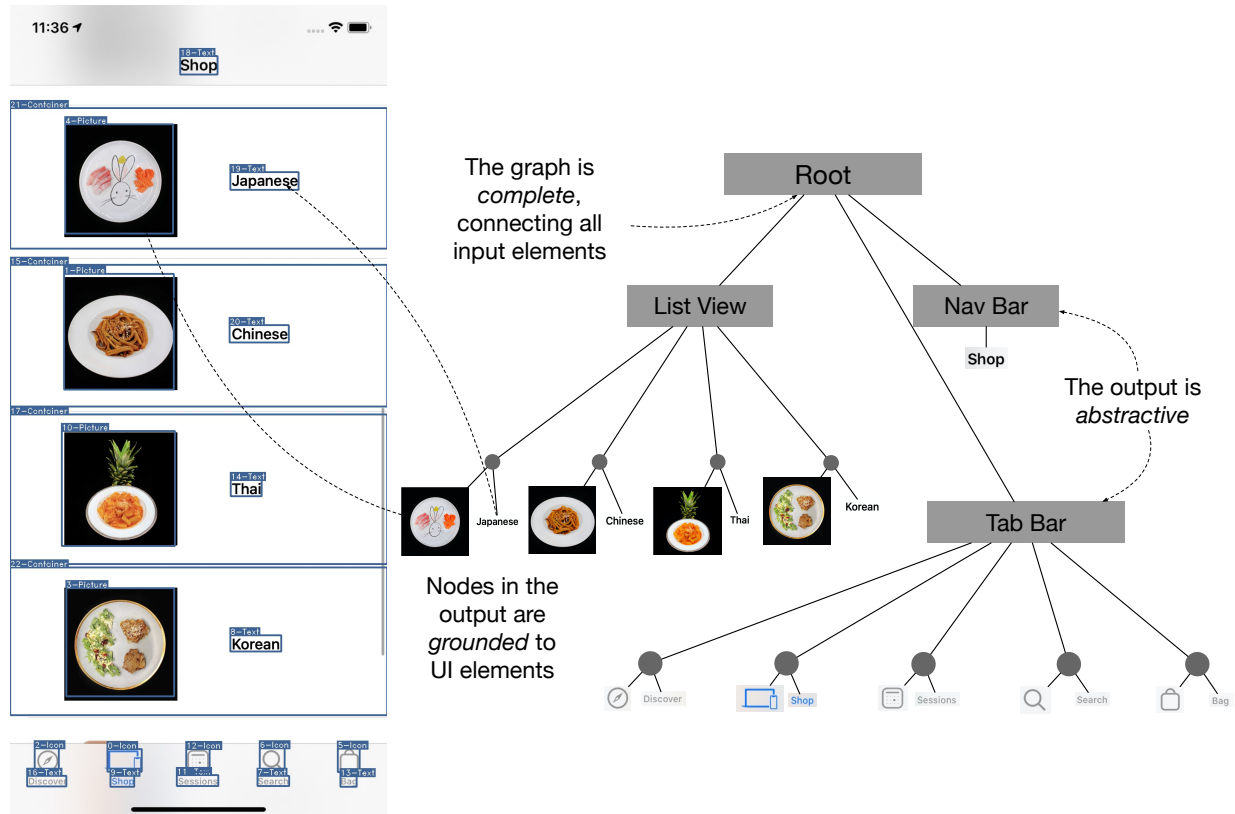 11:36
18-Text
Shop
21-Container
4-Picture
19-Text
Japanese
15-Container
1-Picture
20-Text
Chinese
17-Container
10-Picture
14-Text
Thai
22-Container
3-Picture
8-Text
Korean
2-Icon
0-Icon
12-Icon
6-Icon
5-Icon
16-Text
9-Text
11-Text
7-Text
13-Text
Discover
Shop
Sessions
Search
Bag
The graph is
complete,
connecting all
input elements
Root
List View
Nav Bar
Shop
The output is
abstractive
Japanese
Chinese
Thai
Korean
Tab Bar
Nodes in the
output are
grounded to
UI elements
Discover
Shop
Sessions
Search
Bag